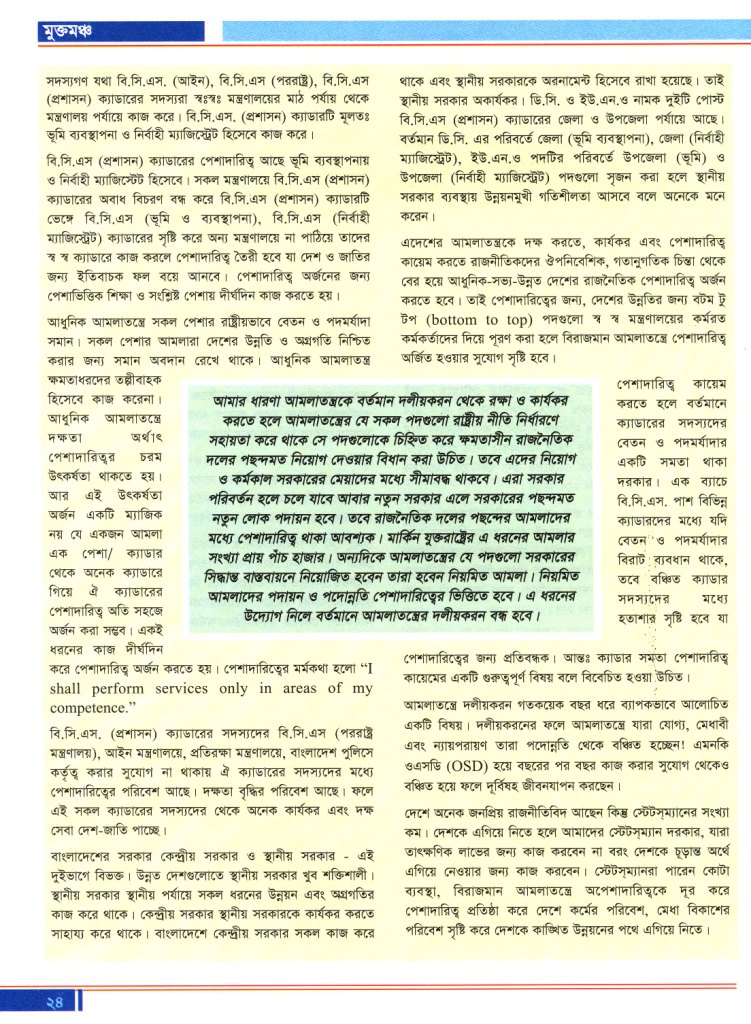 মুক্তমঞ্চ
সদস্যগণ যথা বি.সি.এস. (আইন), বি.সি.এস (পররাষ্ট্র), বি.সি.এস
(প্রশাসন) ক্যাডারের সদস্যরা স্বঃস্বঃ মন্ত্রণালয়ের মাঠ পর্যায় থেকে
মন্ত্রণালয় পর্যায়ে কাজ করে। বি.সি.এস. (প্রশাসন) ক্যাডারটি মূলতঃ
ভূমি ব্যবস্থাপনা ও নির্বাহী ম্যাজিস্ট্রেট হিসেবে কাজ করে।
বি.সি.এস (প্রশাসন) ক্যাডারের পেশাদারিত্ব আছে ভূমি ব্যবস্থাপনায়
ও নির্বাহী ম্যাজিস্টেট হিসেবে। সকল মন্ত্রণালয়ে বি.সি.এস (প্রশাসন)
ক্যাডারের অবাধ বিচরণ বন্ধ করে বি.সি.এস (প্রশাসন) ক্যাডারটি
ভেঙ্গে বি.সি.এস (ভূমি ও ব্যবস্থাপনা), বি.সি.এস (নির্বাহী
ম্যাজিস্ট্রেট) ক্যাডারের সৃষ্টি করে অন্য মন্ত্রণালয়ে না পাঠিয়ে তাদের
স্ব স্ব ক্যাডারে কাজ করলে পেশাদারিত্ব তৈরী হবে যা দেশ ও জাতির
জন্য ইতিবাচক ফল বয়ে আনবে। পেশাদারিত্ব অর্জনের জন্য
পেশাভিত্তিক শিক্ষা ও সংশ্লিষ্ট পেশায় দীর্ঘদিন কাজ করতে হয়।
আধুনিক আমলাতন্ত্রে সকল পেশার রাষ্ট্রীয়ভাবে বেতন ও পদমর্যাদা
সমান। সকল পেশার আমলারা দেশের উন্নতি ও অগ্রগতি নিশ্চিত
করার জন্য সমান অবদান রেখে থাকে। আধুনিক আমলাতন্ত্র
ক্ষমতাধরদের তল্পীবাহক
হিসেবে কাজ করেনা।
আধুনিক আমলাতন্ত্রে
দক্ষতা অর্থাৎ
পেশাদারিত্বর চরম
উৎকর্ষতা থাকতে হয়।
আর এই উৎকর্ষতা
অর্জন একটি ম্যাজিক
নয় যে একজন আমলা
এক পেশা/ ক্যাডার
থেকে অনেক ক্যাডারে
গিয়ে ঐ ক্যাডারের
পেশাদারিত্ব অতি সহজে
অর্জন করা সম্ভব। একই
ধরনের কাজ দীর্ঘদিন
করে পেশাদারিত্ব অর্জন করতে হয়। পেশাদারিত্বের মর্মকথা হলো “I
shall perform services only in areas of my
competence.”
বি.সি.এস. (প্রশাসন) ক্যাডারের সদস্যদের বি.সি.এস (পররাষ্ট্র
মন্ত্রণালয়), আইন মন্ত্রণালয়ে, প্রতিরক্ষা মন্ত্রণালয়ে, বাংলাদেশ পুলিসে
কর্তৃত্ব করার সুযোগ না থাকায় ঐ ক্যাডারের সদস্যদের মধ্যে
পেশাদারিত্বের পরিবেশ আছে। দক্ষতা বৃদ্ধির পরিবেশ আছে। ফলে
এই সকল ক্যাডারের সদস্যদের থেকে অনেক কার্যকর এবং দক্ষ
সেবা দেশ-জাতি পাচ্ছে।
বাংলাদেশের সরকার কেন্দ্রীয় সরকার ও স্থানীয় সরকার - এই
দুইভাগে বিভক্ত। উন্নত দেশগুলোতে স্থানীয় সরকার খুব শক্তিশালী।
স্থানীয় সরকার স্থানীয় পর্যায়ে সকল ধরনের উন্নয়ন এবং অগ্রগতির
কাজ করে থাকে। কেন্দ্রীয় সরকার স্থানীয় সরকারকে কার্যকর করতে
সাহায্য করে থাকে। বাংলাদেশে কেন্দ্রীয় সরকার সকল কাজ করে
আমার ধারণা আমলাতন্ত্রকে বর্তমান দলীয়করন থেকে রক্ষা ও কার্যকর
করতে হলে আমলাতন্ত্রের যে সকল পদগুলো রাষ্ট্রীয় নীতি নির্ধারণে
সহায়তা করে থাকে সে পদগুলোকে চিহ্নিত করে ক্ষমতাসীন রাজনৈতিক
দলের পছন্দমত নিয়োগ দেওয়ার বিধান করা উচিত। তবে এদের নিয়োগ
ও কর্মকাল সরকারের মেয়াদের মধ্যে সীমাবদ্ধ থাকবে। এরা সরকার
পরিবর্তন হলে চলে যাবে আবার নতুন সরকার এলে সরকারের পছন্দমত
নতুন লোক পদায়ন হবে। তবে রাজনৈতিক দলের পছন্দের আমলাদের
মধ্যে পেশাদারিত্ব থাকা আবশ্যক। মার্কিন যুক্তরাষ্ট্রের এ ধরনের আমলার
সংখ্যা প্রায় পাঁচ হাজার। অন্যদিকে আমলাতন্ত্রের যে পদগুলো সরকারের
সিদ্ধান্ত বাস্তবায়নে নিয়োজিত হবেন তারা হবেন নিয়মিত আমলা। নিয়মিত
আমলাদের পদায়ন ও পদোন্নতি পেশাদারিত্বের ভিত্তিতে হবে। এ ধরনের
উদ্যোগ নিলে বর্তমানে আমলাতন্ত্রের দলীয়করন বন্ধ হবে।
থাকে এবং স্থানীয় সরকারকে অরনামেন্ট হিসেবে রাখা হয়েছে। তাই
স্থানীয় সরকার অকার্যকর। ডি.সি. ও ইউ.এন.ও নামক দুইটি পোস্ট
বি.সি.এস (প্রশাসন) ক্যাডারের জেলা ও উপজেলা পর্যায়ে আছে।
বর্তমান ডি.সি. এর পরিবর্তে জেলা (ভূমি ব্যবস্থাপনা), জেলা (নির্বাহী
ম্যাজিস্ট্রেট), ইউ.এন.ও পদটির পরিবর্তে উপজেলা (ভূমি) ও
উপজেলা (নির্বাহী ম্যাজিস্ট্রেট) পদগুলো সৃজন করা হলে স্থানীয়
সরকার ব্যবস্থায় উন্নয়নমুখী গতিশীলতা আসবে বলে অনেকে মনে
করেন।
এদেশের আমলাতন্ত্রকে দক্ষ করতে, কার্যকর এবং পেশাদারিত্ব
কায়েম করতে রাজনীতিকদের ঔপনিবেশিক, গতানুগতিক চিন্তা থেকে
বের হয়ে আধুনিক-সভ্য-উন্নত দেশের রাজনৈতিক পেশাদারিত্ব অর্জন
করতে হবে। তাই পেশাদারিত্বের জন্য, দেশের উন্নতির জন্য বটম টু
টপ (bottom to top) পদগুলো স্ব স্ব মন্ত্রণালয়ের কর্মরত
কর্মকর্তাদের দিয়ে পূরণ করা হলে বিরাজমান আমলাতন্ত্রে পেশাদারিত্ব
অর্জিত হওয়ার সুযোগ সৃষ্টি হবে।
পেশাদারিত্ব কায়েম
করতে হলে বর্তমানে
ক্যাডারের সদস্যদের
বেতন ও পদমর্যাদার
একটি সমতা থাকা
দরকার। এক ব্যাচে
বি.সি.এস. পাশ বিভিন্ন
ক্যাডারদের মধ্যে যদি
বেতন ও পদমর্যাদার
বিরাট ব্যবধান থাকে,
তবে বঞ্চিত ক্যাডার
সদস্যদের মধ্যে
হতাশার সৃষ্টি হবে যা
পেশাদারিত্বের জন্য প্রতিবন্ধক। আন্তঃ ক্যাডার সমতা পেশাদারিত্ব
কায়েমের একটি গুরুত্বপূর্ণ বিষয় বলে বিবেচিত হওয়া উচিত।
আমলাতন্ত্রে দলীয়করন গতকয়েক বছর ধরে ব্যাপকভাবে আলোচিত
একটি বিষয়। দলীয়করনের ফলে আমলাতন্ত্রে যারা যোগ্য, মেধাবী
এবং ন্যায়পরায়ণ তারা পদোন্নতি থেকে বঞ্চিত হচ্ছেন! এমনকি
ওএসডি (OSD) হয়ে বছরের পর বছর কাজ করার সুযোগ থেকেও
বঞ্চিত হয়ে ফলে দূর্বিষহ জীবনযাপন করছেন।
দেশে অনেক জনপ্রিয় রাজনীতিবিদ আছেন কিন্তু স্টেটস্‌ম্যানের সংখ্যা
কম। দেশকে এগিয়ে নিতে হলে আমাদের স্টেটস্‌ম্যান দরকার, যারা
তাৎক্ষণিক লাভের জন্য কাজ করবেন না বরং দেশকে চূড়ান্ত অর্থে
এগিয়ে নেওয়ার জন্য কাজ করবেন। স্টেটস্‌ম্যানরা পারেন কোটা
ব্যবস্থা, বিরাজমান আমলাতন্ত্রে অপেশাদারিত্বকে দূর করে
পেশাদারিত্ব প্রতিষ্ঠা করে দেশে কর্মের পরিবেশ, মেধা বিকাশের
পরিবেশ সৃষ্টি করে দেশকে কাঙ্খিত উন্নয়নের পথে এগিয়ে নিতে।
২৪